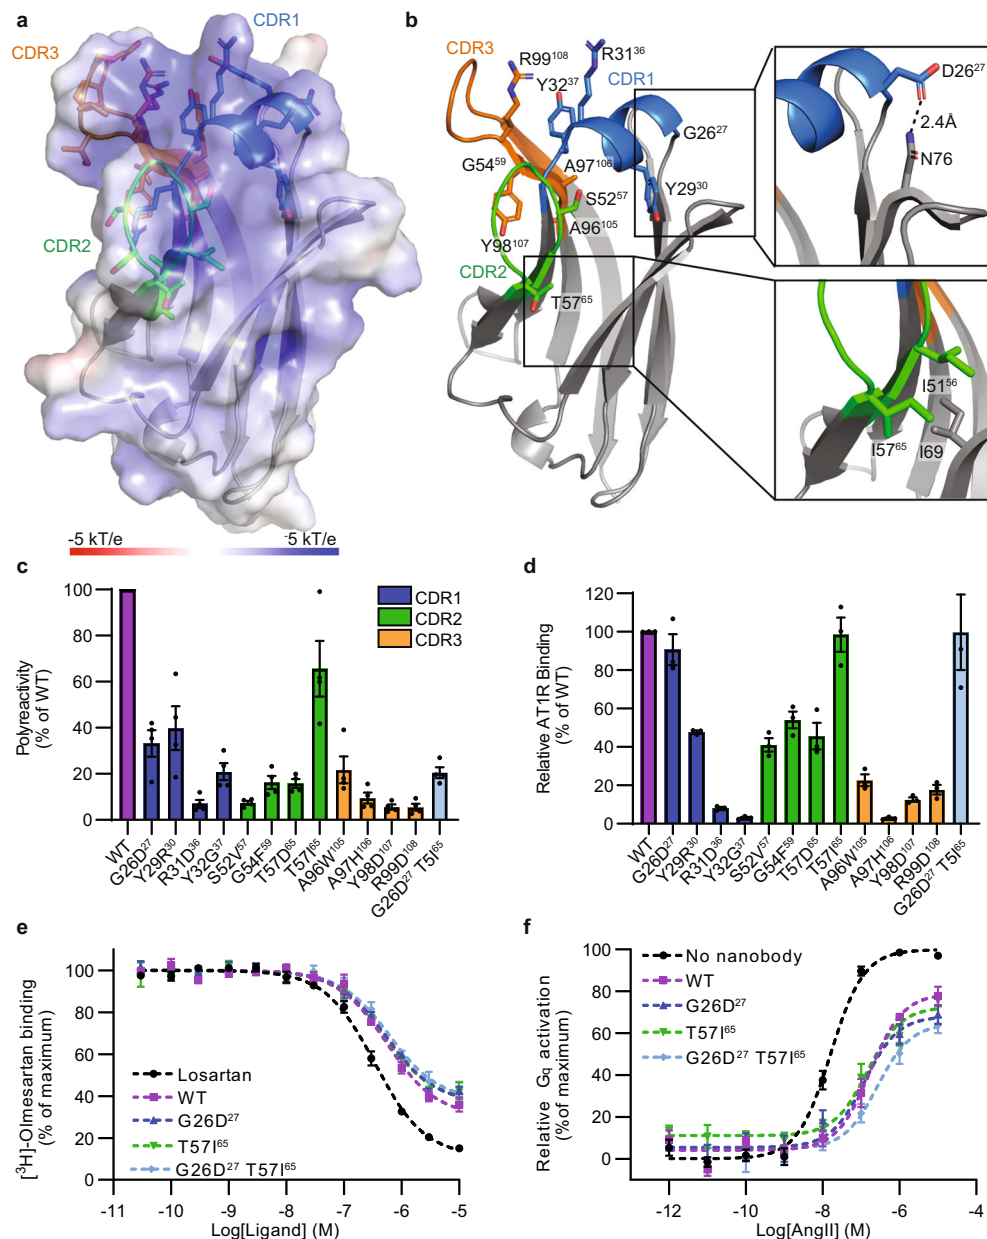 a
CDR1
CDR3
CDR2
-5 kT/e
-5 kT/e
b
CDR3
R99¹⁰⁸
R31³⁶
Y32³⁷
CDR1
G26²⁷
G54⁵⁹
A97¹⁰⁶
S52⁵⁷
Y29³⁰
A96¹⁰⁵
Y98¹⁰⁷
CDR2
T57⁶⁵
D26²⁷
2.4Å
N76
I51⁵⁶
I57⁶⁵
I69
c
Polyreactivity
(% of WT)
100
80
60
40
20
0
CDR1
CDR2
CDR3
WT
G26D²⁷
Y29R³⁰
R31D³⁶
Y32G³⁷
S52V⁵⁷
G54F⁵⁹
T57D⁶⁵
T57I⁶⁵
A96W¹⁰⁵
A97H¹⁰⁶
Y98D¹⁰⁷
R99D¹⁰⁸
G26D²⁷ T5I⁶⁵
d
Relative AT1R Binding
(% of WT)
120
100
80
60
40
20
0
WT
G26D²⁷
Y29R³⁰
R31D³⁶
Y32G³⁷
S52V⁵⁷
G54F⁵⁹
T57D⁶⁵
T57I⁶⁵
A96W¹⁰⁵
A97H¹⁰⁶
Y98D¹⁰⁷
R99D¹⁰⁸
G26D²⁷ T5I⁶⁵
e
[³H]-Olmesartan binding
(% of maximum)
100
80
60
40
20
0
Losartan
WT
G26D²⁷
T57I⁶⁵
G26D²⁷ T57I⁶⁵
-11 -10 -9 -8 -7 -6 -5
Log[Ligand] (M)
f
Relative Gq activation
(%of maximum)
100
80
60
40
20
0
No nanobody
WT
G26D²⁷
T57I⁶⁵
G26D²⁷ T57I⁶⁵
-12 -10 -8 -6 -4
Log[AngII] (M)